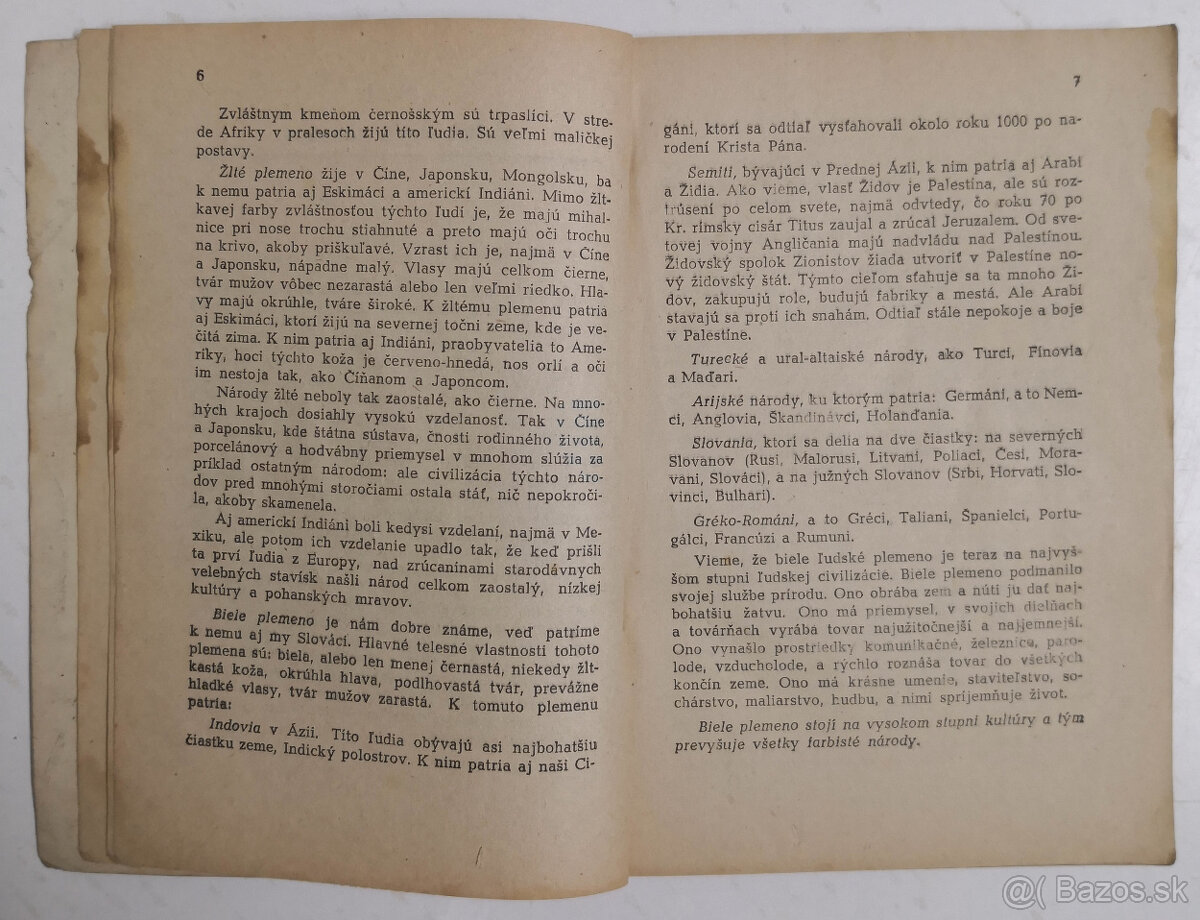 6
Zvláštnym kmeňom černošským sú trpaslíci. V stre-
de Afriky v pralesoch žijú títo ľudia. Sú veľmi maličkej
postavy.
Žlté plemeno žije v Číne, Japonsku, Mongolsku, ba
k nemu patria aj Eskimáci a americkí Indiáni. Mimo žlt-
kavej farby zvláštnosťou týchto ľudí je, že majú mihal-
nice pri nose trochu stiahnuté a preto majú oči trochu
na krivo, akoby priškuľavé. Vzrast ich je, najmä v Číne
a Japonsku, nápadne malý. Vlasy majú celkom čierne,
tvár mužov vôbec nezarastá alebo len veľmi riedko. Hla-
vy majú okrúhle, tváre široké. K žltému plemenu patria
aj Eskimáci, ktorí žijú na severnej točni zeme, kde je ve-
čitá zima. K nim patria aj Indiáni, praobyvatelia to Ame-
riky, hoci týchto koža je červeno-hnedá, nos orlí a oči
im nestoja tak, ako Číňanom a Japoncom.
Národy žlté neboly tak zaostalé, ako čierne. Na mno-
hých krajoch dosiahly vysokú vzdelanosť. Tak v Číne
a Japonsku, kde štátna sústava, čnosti rodinného života,
porcelánový a hodvábny priemysel v mnohom slúžia za
príklad ostatným národom: ale civilizácia týchto náro-
dov pred mnohými storočiami ostala stáť, nič nepokroči-
la, akoby skamenela.
Aj americkí Indiáni boli kedysi vzdelaní, najmä v Me-
xiku, ale potom ich vzdelanie upadlo tak, že keď prišli
ta prví ľudia z Europy, nad zrúcaninami starodávnych
velebných stavísk našli národ celkom zaostalý, nízkej
kultúry a pohanských mravov.
Biele plemeno je nám dobre známe, veď patríme
k nemu aj my Slováci. Hlavné telesné vlastnosti tohoto
plemena sú: biela, alebo len menej černastá, niekedy žlt-
kastá koža, okrúhla hlava, podlhovastá tvár, prevážne
hladké vlasy, tvár mužov zarastá. K tomuto plemenu
patria:
Indovia v Ázii. Títo ľudia obývajú asi najbohatšiu
čiastku zeme, Indický polostrov. K nim patria aj naši Ci-
7
gáni, ktorí sa odtiaľ vysťahovali okolo roku 1000 po na-
rodení Krista Pána.
Semiti, bývajúci v Prednej Ázii, k nim patria aj Arabi
a Židia. Ako vieme, vlasť Židov je Palestína, ale sú roz-
trúsení po celom svete, najmä odvtedy, čo roku 70 po
Kr. rímsky cisár Titus zaujal a zrúcal Jeruzalem. Od sve-
tovej vojny Angličania majú nadvládu nad Palestínou.
Židovský spolok Zionistov žiada utvoriť v Palestíne no-
vý židovský štát. Týmto cieľom sťahuje sa ta mnoho Ži-
dov, zakupujú role, budujú fabriky a mestá. Ale Arabi
stavajú sa proti ich snahám. Odtiaľ stále nepokoje a boje
v Palestíne.
Turecké a ural-altaiské národy, ako Turci, Fínovia
a Maďari.
Arijské národy, ku ktorým patria: Germáni, a to Nem-
ci, Anglovia, Škandinávci, Holanďania.
Slovania, ktorí sa delia na dve čiastky: na severných
Slovanov (Rusi, Malorusi, Litvani, Poliaci, Česi, Mora-
vani, Slováci), a na južných Slovanov (Srbi, Horvati, Slo-
vinci, Bulhari).
Gréko-Románi, a to Gréci, Taliani, Španielci, Portu-
gálci, Francúzi a Rumuni.
Vieme, že biele ľudské plemeno je teraz na najvyš-
šom stupni ľudskej civilizácie. Biele plemeno podmanilo
svojej službe prírodu. Ono obrába zem a núti ju dať naj-
bohatšiu žatvu. Ono má priemysel, v svojich dielňach
a továrňach vyrába tovar najužitočnejší a najjemnejší.
Ono vynašlo prostriedky komunikačné, železnice, paro-
lode, vzducholode, a rýchlo roznáša tovar do všetkých
končín zeme. Ono má krásne umenie, staviteľstvo, so-
chárstvo, maliarstvo, hudbu, a nimi spríjemňuje život.
Biele plemeno stojí na vysokom stupni kultúry a tým
prevyšuje všetky farbisté národy.
@( Bazos.sk